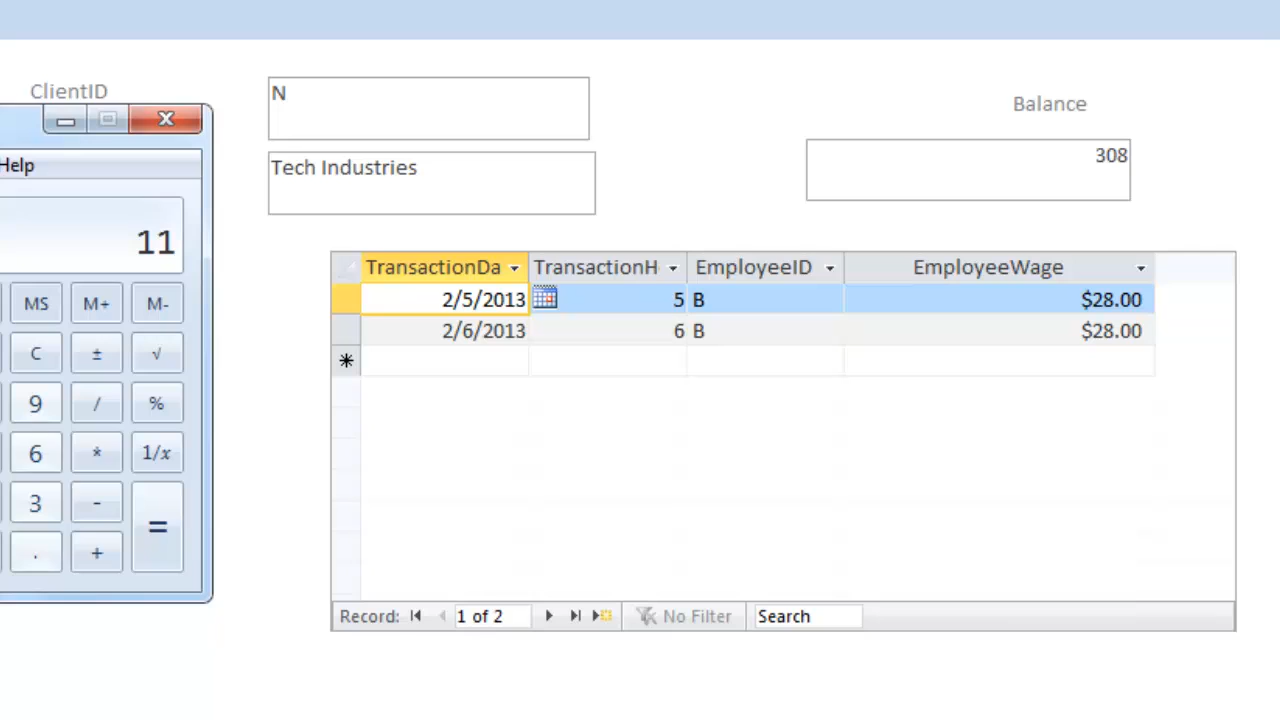 ClientID
N
Balance
308
Tech Industries
Help
11
MS M+ M-
C ± √
9 / %
6 * 1/x
3 - =
. +
TransactionDa TransactionH EmployeeID EmployeeWage
2/5/2013 5 B $28.00
2/6/2013 6 B $28.00
Record: 1 of 2 No Filter Search